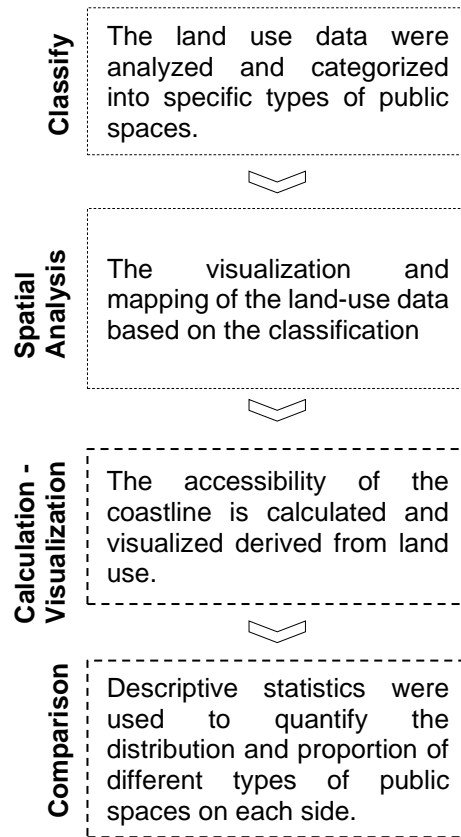 Classify
The land use data were
analyzed and categorized
into specific types of public
spaces.
Spatial
Analysis
The visualization and
mapping of the land-use data
based on the classification
Calculation -
Visualization
The accessibility of the
coastline is calculated and
visualized derived from land
use.
Comparison
Descriptive statistics were
used to quantify the
distribution and proportion of
different types of public
spaces on each side.